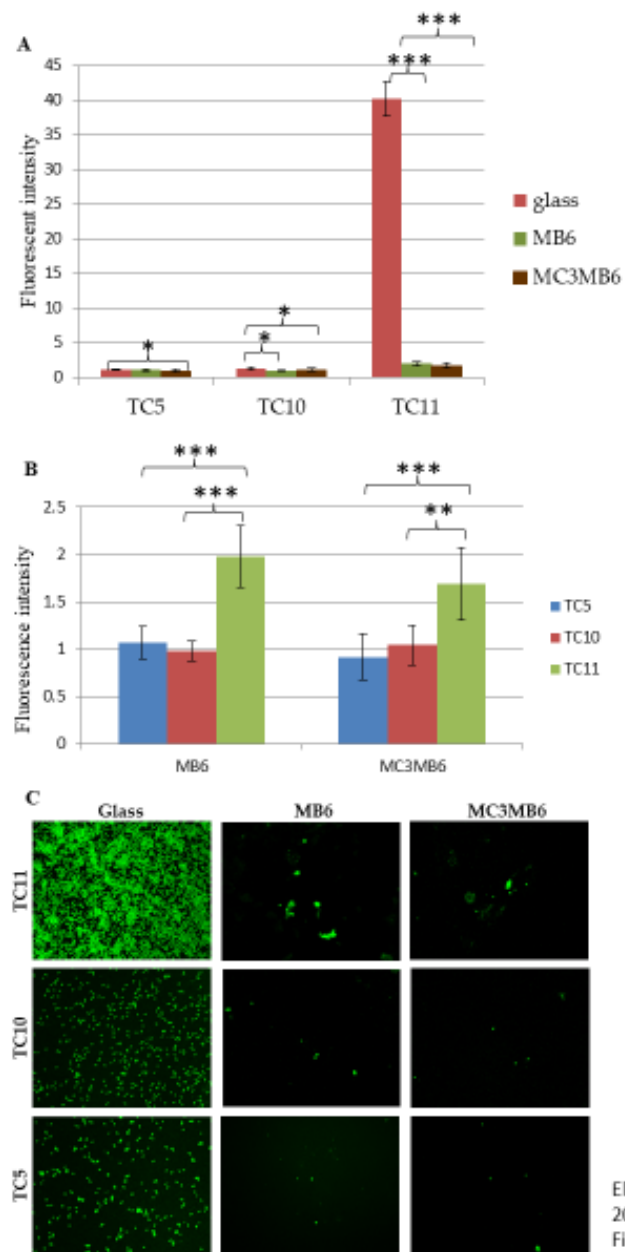 A
***
***
45
40
35
30
25
20
15
10
5
0
Fluorescent intensity
*
*
*
TC5 TC10 TC11
glass
MB6
MC3MB6
B
***
***
***
**
2.5
2
1.5
1
0.5
0
Fluorescence intensity
MB6 MC3MB6
TC5
TC10
TC11
C
Glass MB6 MC3MB6
TC11
TC10
TC5